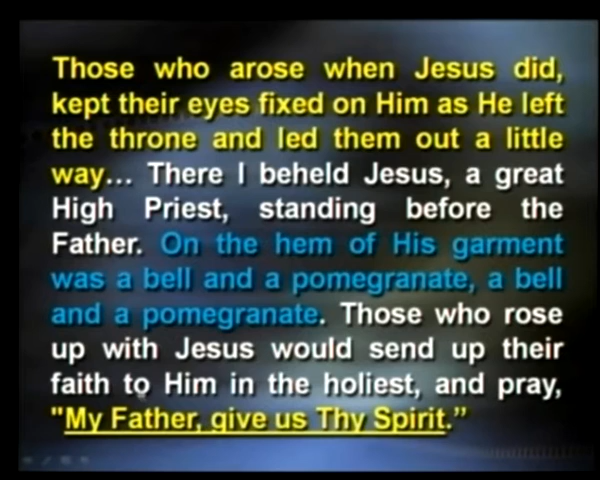 Those who arose when Jesus did,
kept their eyes fixed on Him as He left
the throne and led them out a little
way... There I beheld Jesus, a great
High Priest, standing before the
Father. On the hem of His garment
was a bell and a pomegranate, a bell
and a pomegranate. Those who rose
up with Jesus would send up their
faith to Him in the holiest, and pray,
"My Father, give us Thy Spirit.”